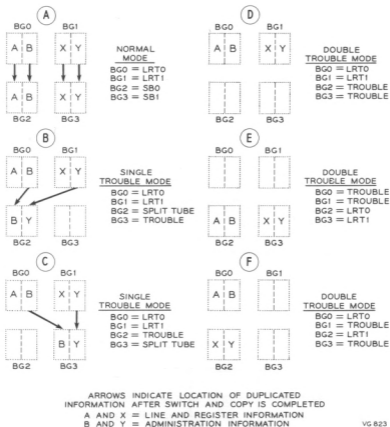 A
BG0 BG1
A B X Y
A B X Y
BG2 BG3
NORMAL
MODE
BG0 = LRT0
BG1 = LRT1
BG2 = SB0
BG3 = SB1
B
BG0 BG1
A B X Y
B Y
BG2 BG3
SINGLE
TROUBLE MODE
BG0 = LRT0
BG1 = LRT1
BG2 = SPLIT TUBE
BG3 = TROUBLE
C
BG0 BG1
A B X Y
B Y
BG2 BG3
SINGLE
TROUBLE MODE
BG0 = LRT0
BG1 = LRT1
BG2 = TROUBLE
BG3 = SPLIT TUBE
D
BG0 BG1
A B X Y
BG2 BG3
DOUBLE
TROUBLE MODE
BG0 = LRT0
BG1 = LRT1
BG2 = TROUBLE
BG3 = TROUBLE
E
BG0 BG1
A B X Y
BG2 BG3
DOUBLE
TROUBLE MODE
BG0 = TROUBLE
BG1 = TROUBLE
BG2 = LRT0
BG3 = LRT1
F
BG0 BG1
A B
X Y
BG2 BG3
DOUBLE
TROUBLE MODE
BG0 = LRT0
BG1 = TROUBLE
BG2 = LRT1
BG3 = TROUBLE
ARROWS INDICATE LOCATION OF DUPLICATED
INFORMATION AFTER SWITCH AND COPY IS COMPLETED
A AND X = LINE AND REGISTER INFORMATION
B AND Y = ADMINISTRATION INFORMATION
VG 823